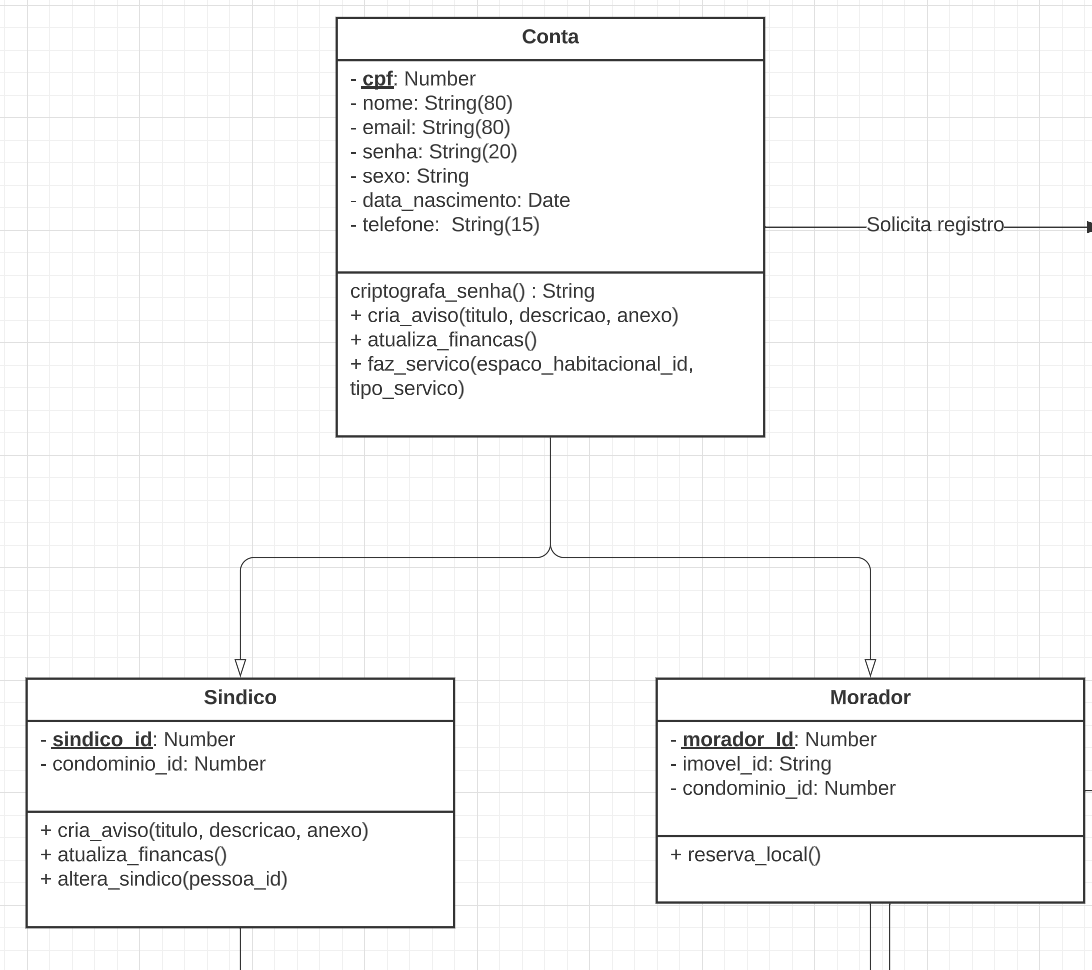 Conta
- cpf: Number
- nome: String(80)
- email: String(80)
- senha: String(20)
- sexo: String
- data_nascimento: Date
- telefone:  String(15)
Solicita registro
criptografa_senha() : String
+ cria_aviso(titulo, descricao, anexo)
+ atualiza_financas()
+ faz_servico(espaco_habitacional_id,
tipo_servico)
Sindico
- sindico_id: Number
- condominio_id: Number
+ cria_aviso(titulo, descricao, anexo)
+ atualiza_financas()
+ altera_sindico(pessoa_id)
Morador
- morador_Id: Number
- imovel_id: String
- condominio_id: Number
+ reserva_local()